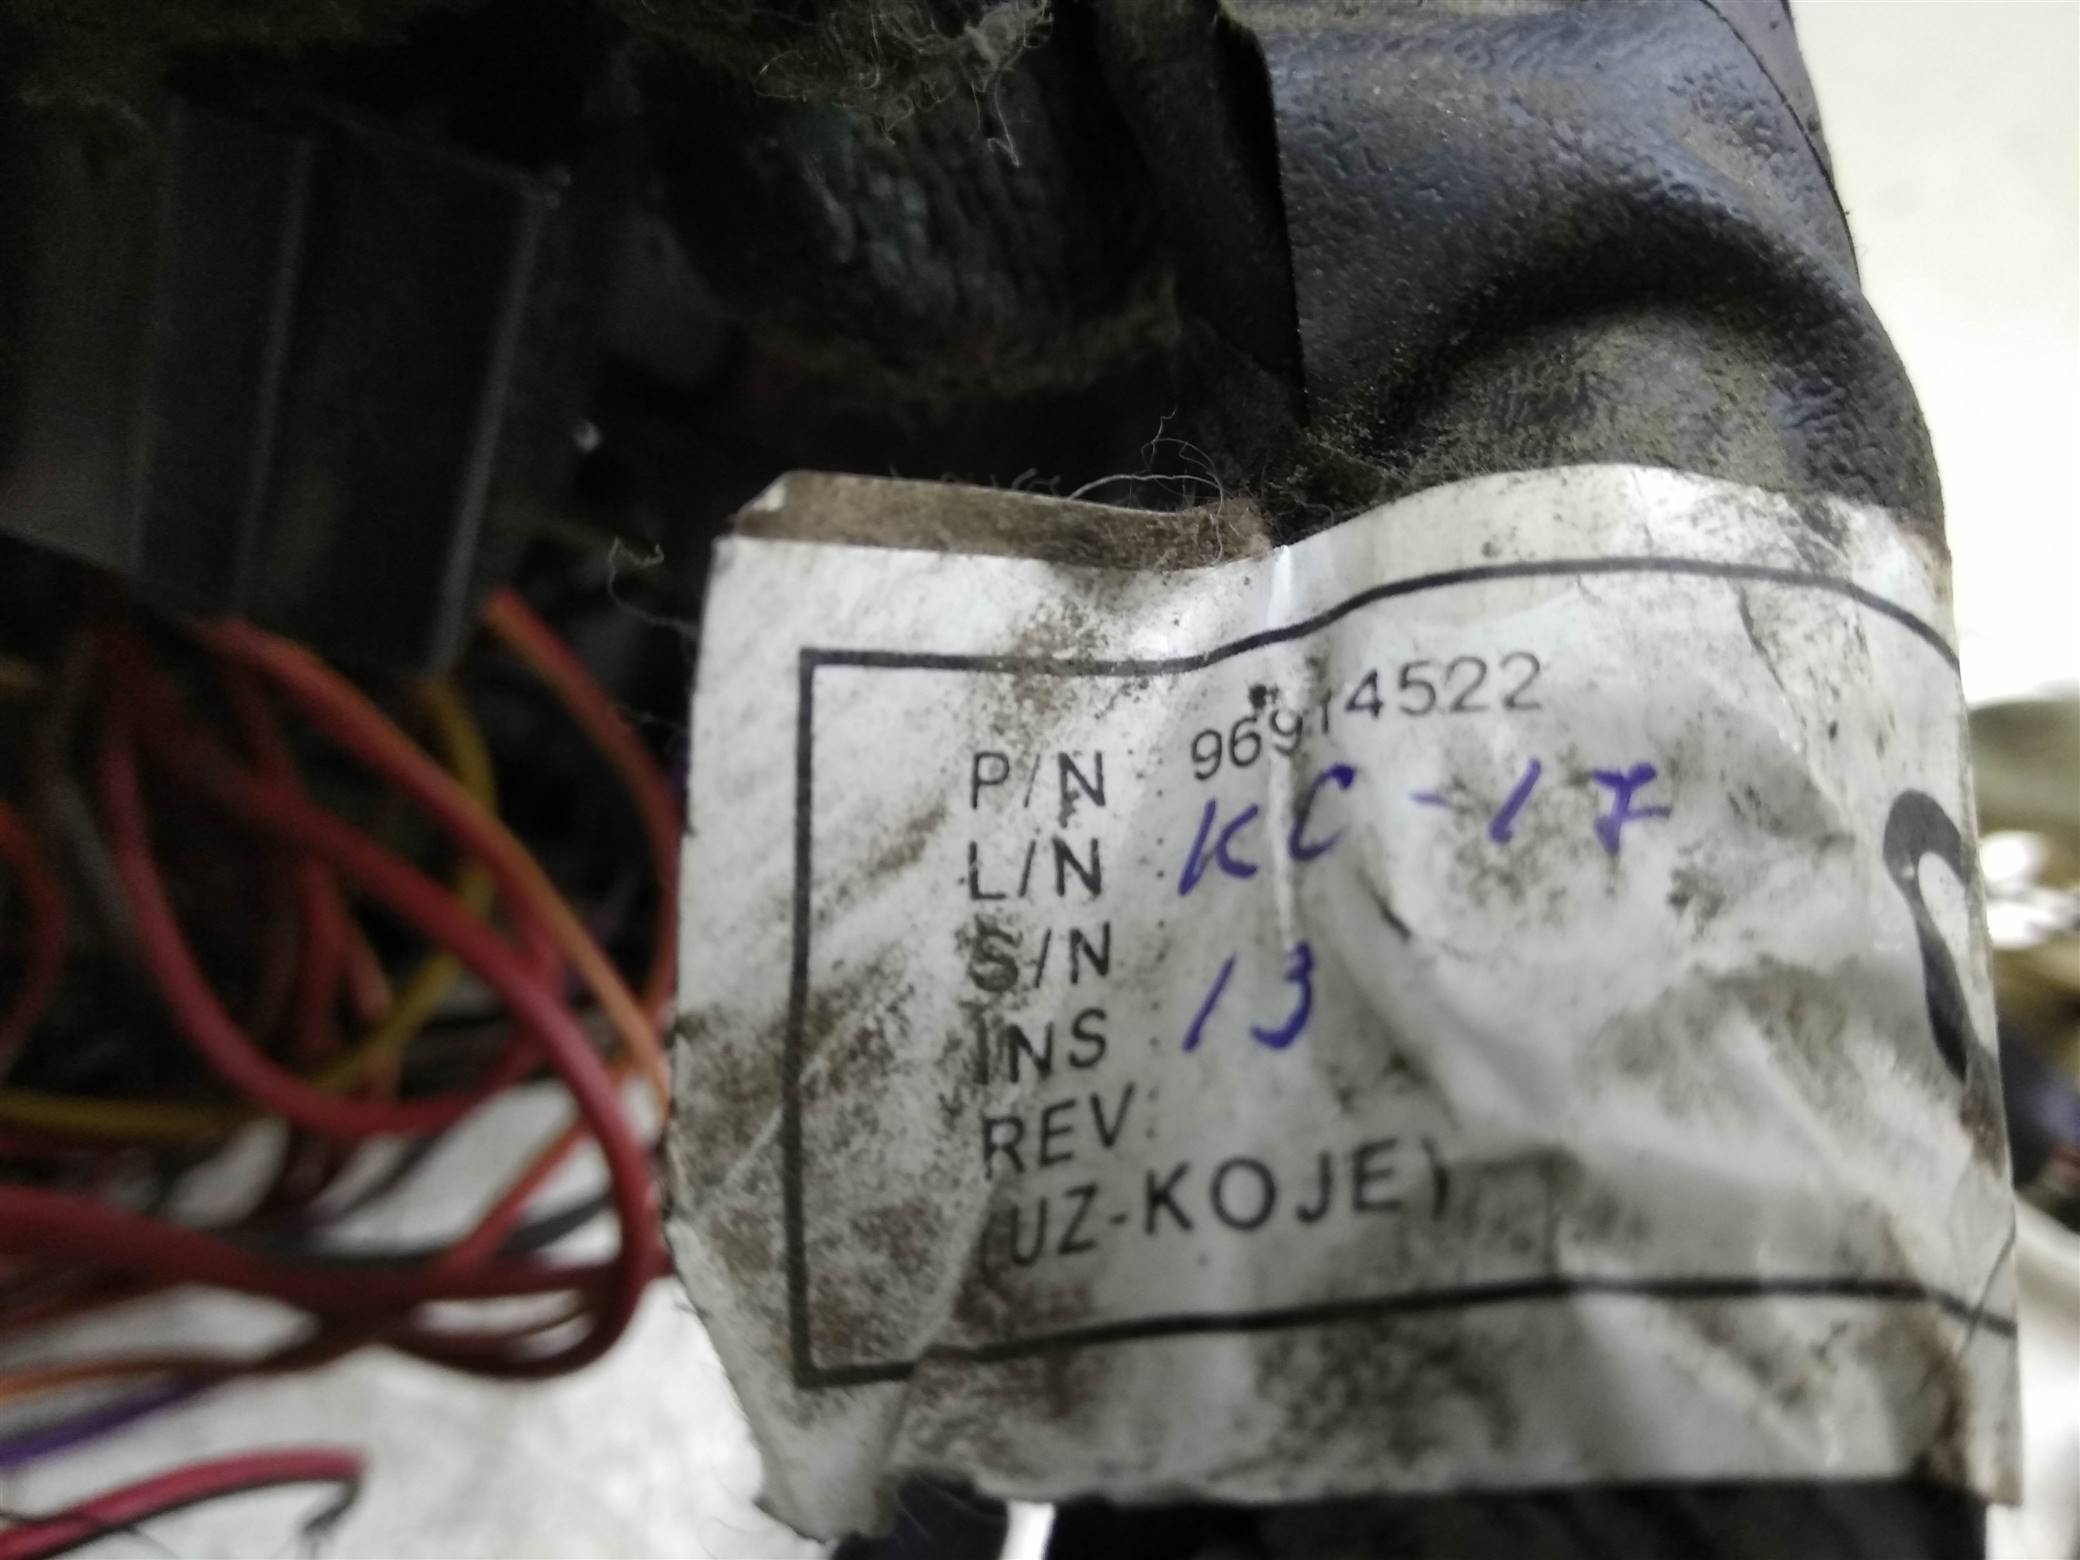 P/N : 96914522
L/N : KC-17
S/N :
INS : 13
REV :
(UZ-KOJE)